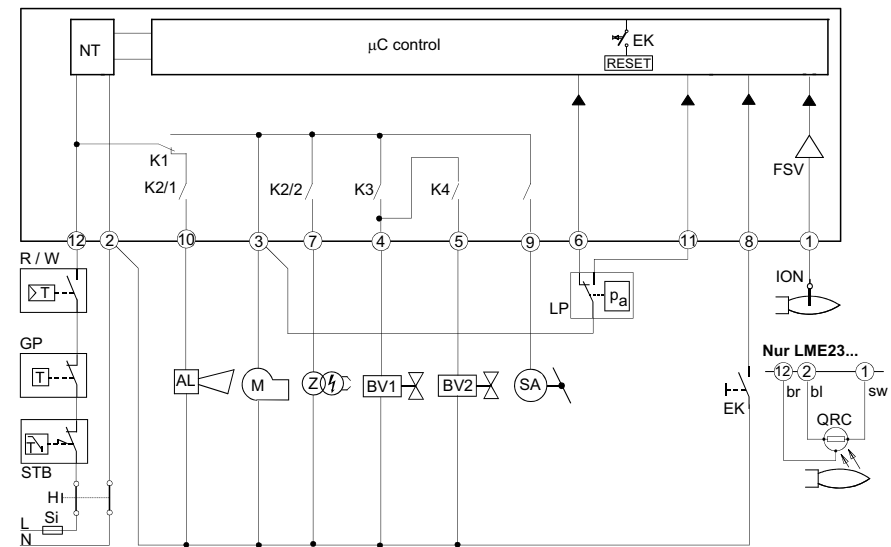 NT
μC control
EK
RESET
K1
K2/1
K2/2
K3
K4
FSV
12
2
10
3
7
4
5
9
6
11
8
1
R / W
T
LP
pa
ION
GP
T
AL
M
Z
BV1
BV2
SA
EK
Nur LME23...
12
2
1
br
bl
sw
QRC
T
STB
H
L
Si
N